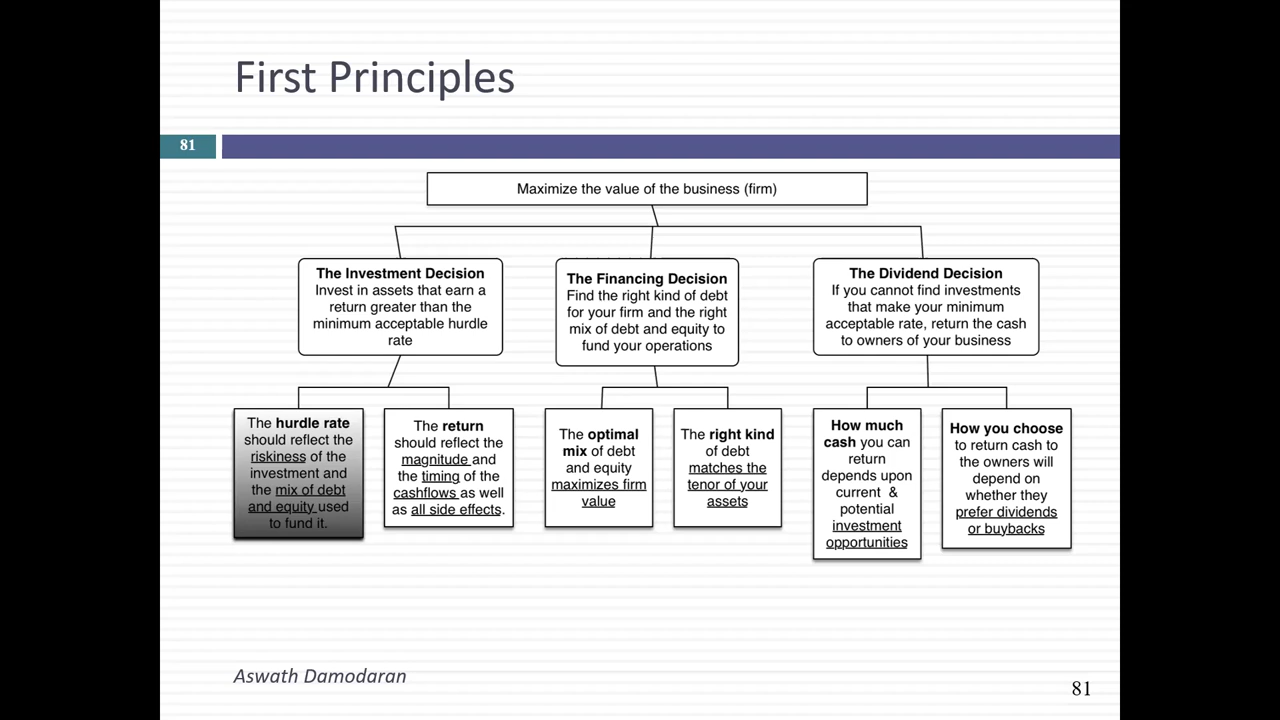 First Principles
81
Maximize the value of the business (firm)
The Investment Decision
Invest in assets that earn a
return greater than the
minimum acceptable hurdle
rate
The Financing Decision
Find the right kind of debt
for your firm and the right
mix of debt and equity to
fund your operations
The Dividend Decision
If you cannot find investments
that make your minimum
acceptable rate, return the cash
to owners of your business
The hurdle rate
should reflect the
riskiness of the
investment and
the mix of debt
and equity used
to fund it.
The return
should reflect the
magnitude and
the timing of the
cashflows as well
as all side effects.
The optimal
mix of debt
and equity
maximizes firm
value
The right kind
of debt
matches the
tenor of your
assets
How much
cash you can
return
depends upon
current &
potential
investment
opportunities
How you choose
to return cash to
the owners will
depend on
whether they
prefer dividends
or buybacks
Aswath Damodaran
81